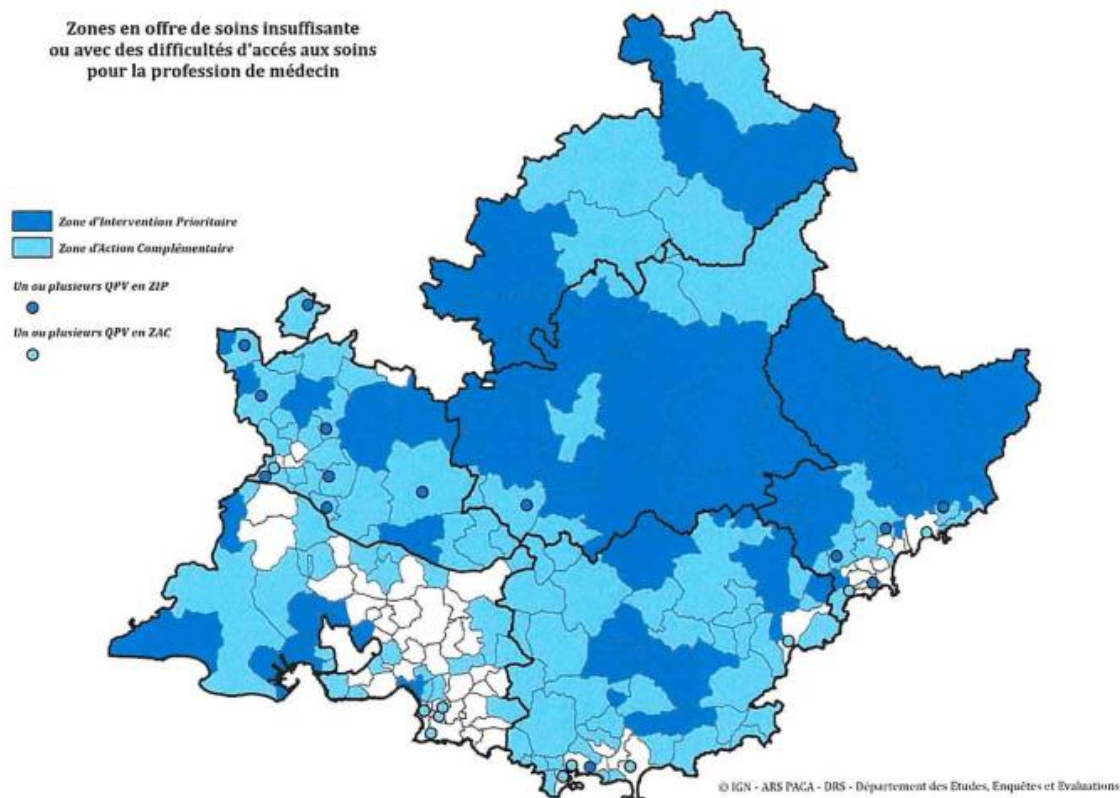 Zones en offre de soins insuffisante
ou avec des difficultés d'accés aux soins
pour la profession de médecin
Zone d'Intervention Prioritaire
Zone d'Action Complémentaire
Un ou plusieurs QPV en ZIP
Un ou plusieurs QPV en ZAC
© IGN - ARS PACA - DRS - Département des Etudes, Enquêtes et Evaluations